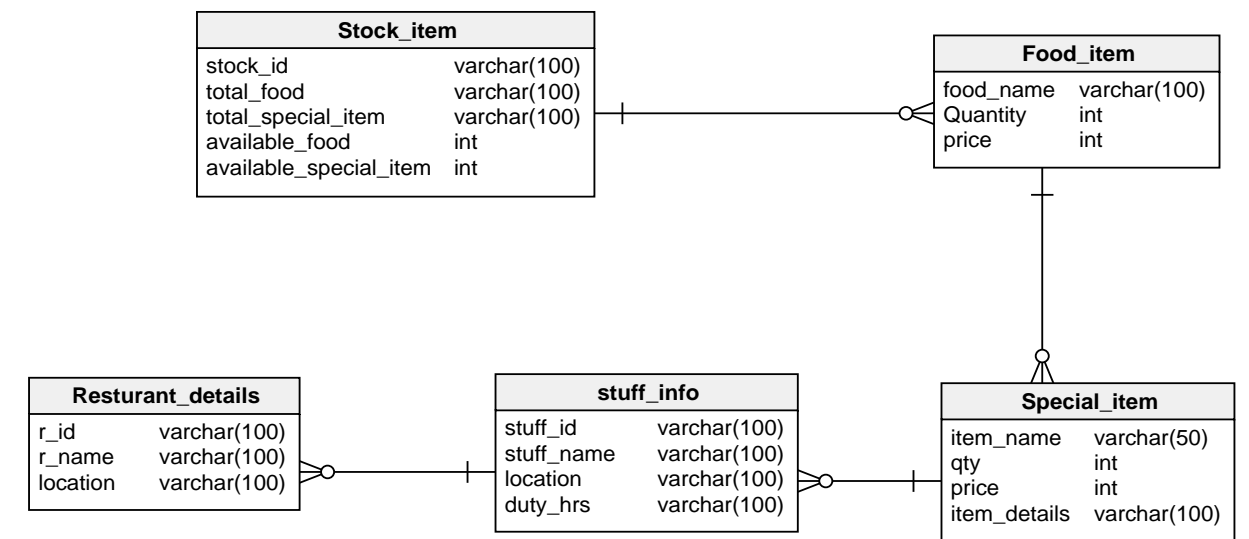 Stock_item
stock_id varchar(100)
total_food varchar(100)
total_special_item varchar(100)
available_food int
available_special_item int
Food_item
food_name varchar(100)
Quantity int
price int
Resturant_details
r_id varchar(100)
r_name varchar(100)
location varchar(100)
stuff_info
stuff_id varchar(100)
stuff_name varchar(100)
location varchar(100)
duty_hrs varchar(100)
Special_item
item_name varchar(50)
qty int
price int
item_details varchar(100)